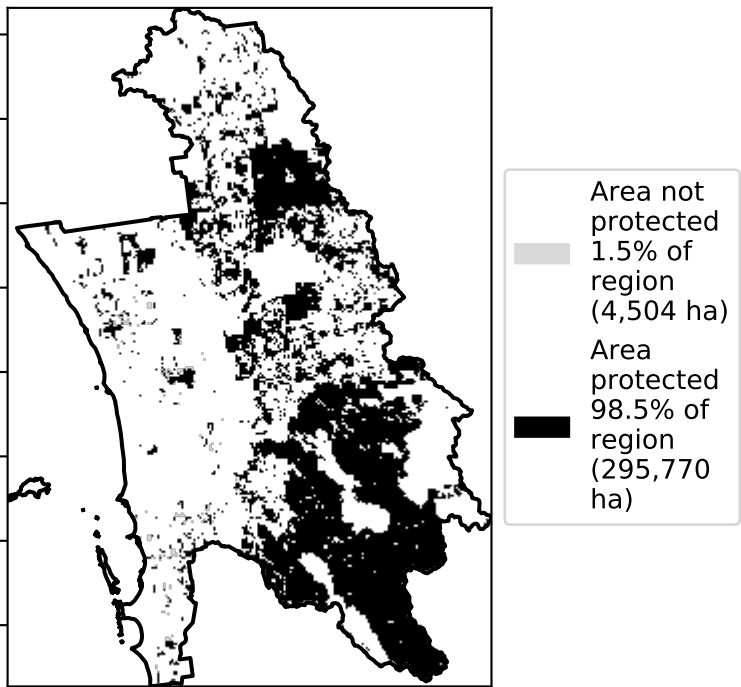 Area not
protected
1.5% of
region
(4,504 ha)
Area
protected
98.5% of
region
(295,770
ha)